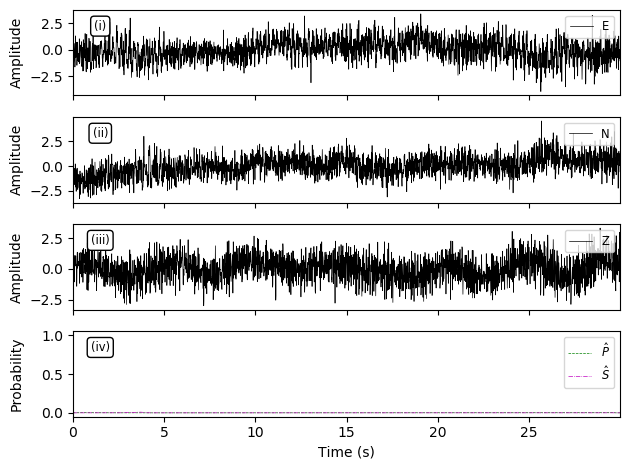 Amplitude
2.5
0.0
−2.5
(i)
E
Amplitude
2.5
0.0
−2.5
(ii)
N
Amplitude
2.5
0.0
−2.5
(iii)
Z
Probability
1.0
0.5
0.0
(iv)
P̂
Ŝ
0 5 10 15 20 25
Time (s)